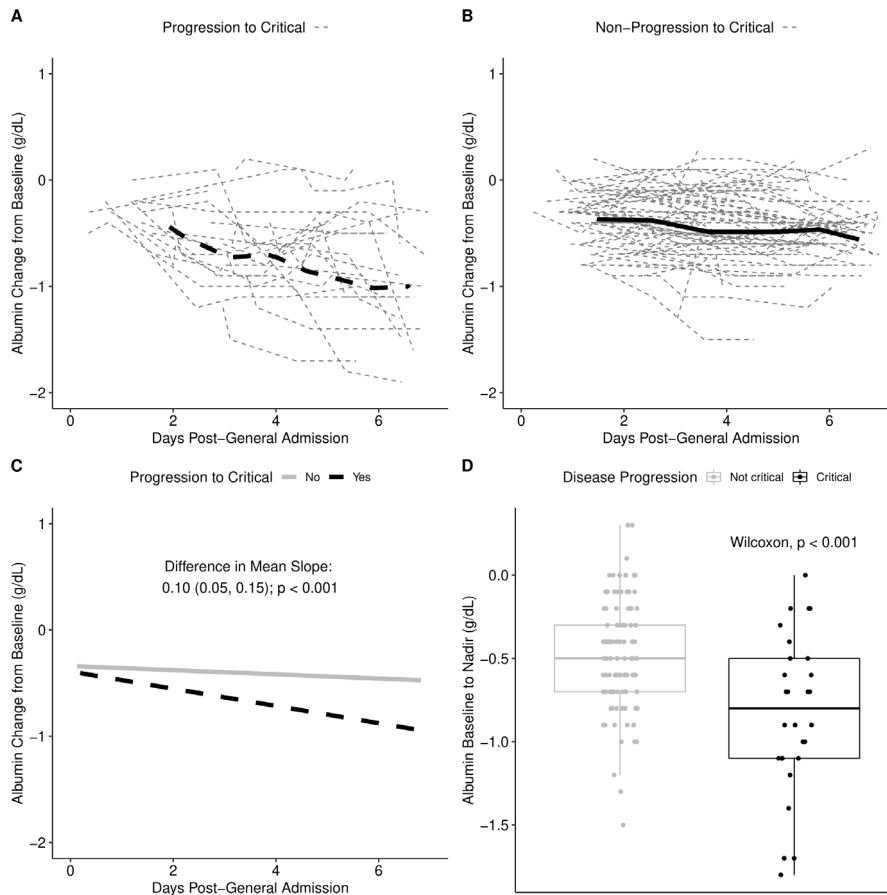 A
Progression to Critical
Albumin Change from Baseline (g/dL)
1
0
−1
−2
0 2 4 6
Days Post−General Admission
B
Non−Progression to Critical
Albumin Change from Baseline (g/dL)
1
0
−1
−2
0 2 4 6
Days Post−General Admission
C
Progression to Critical No Yes
Albumin Change from Baseline (g/dL)
1
0
−1
−2
Difference in Mean Slope:
0.10 (0.05, 0.15); p < 0.001
0 2 4 6
Days Post−General Admission
D
Disease Progression Not critical Critical
Albumin Baseline to Nadir (g/dL)
Wilcoxon, p < 0.001
0.0
−0.5
−1.0
−1.5